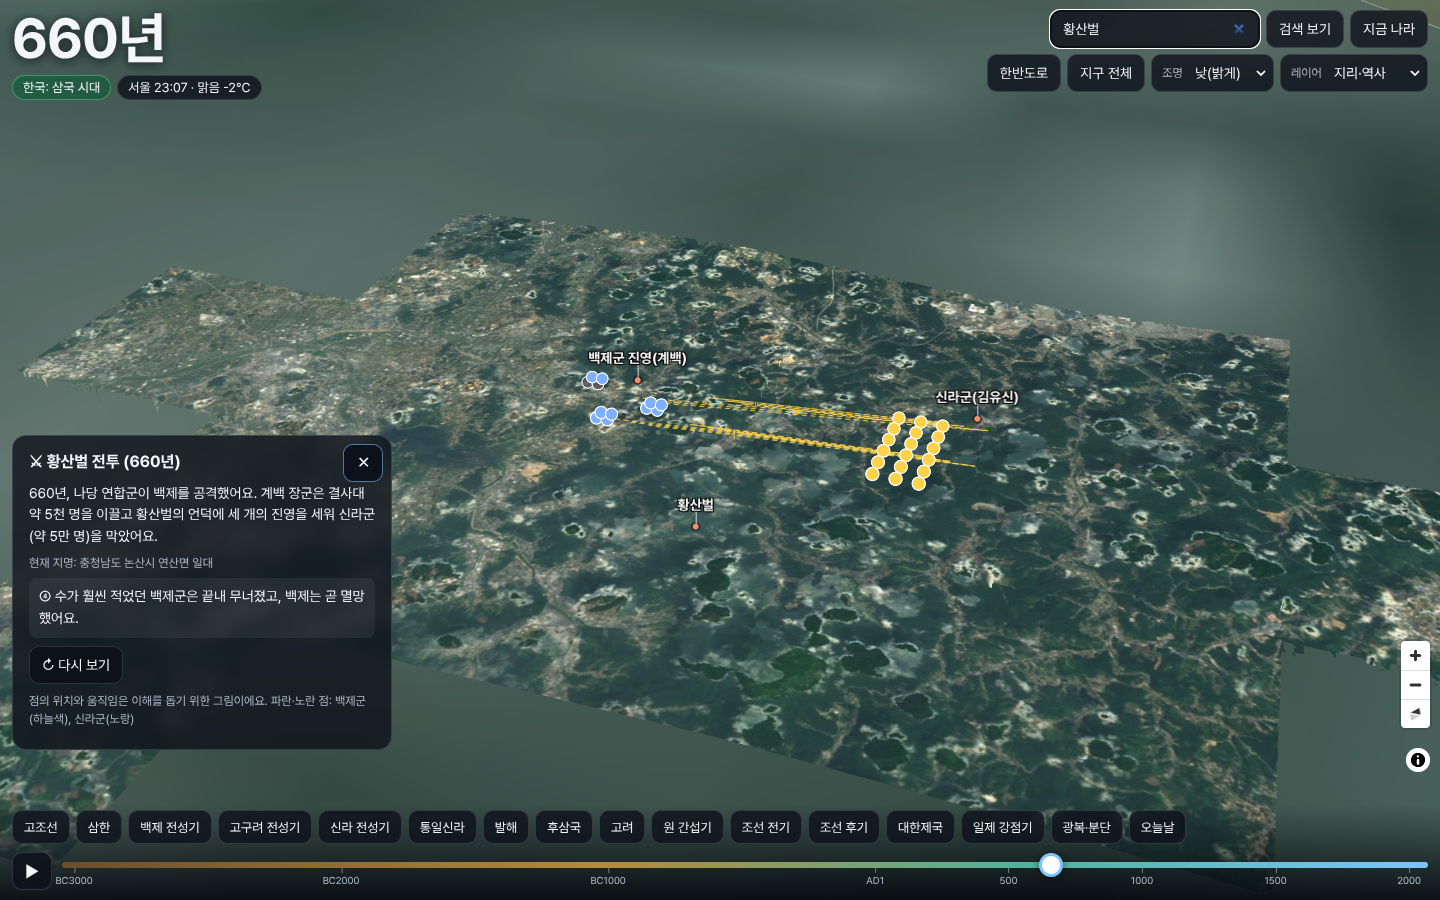 660년
한국: 삼국 시대
서울 23:07 · 맑음 -2°C
황산벌
검색 보기
지금 나라
한반도로
지구 전체
조명 낮(밝게)
레이어 지리·역사
백제군 진영(계백)
신라군(김유신)
황산벌
⚔ 황산벌 전투 (660년)
✕
660년, 나당 연합군이 백제를 공격했어요. 계백 장군은 결사대
약 5천 명을 이끌고 황산벌의 언덕에 세 개의 진영을 세워 신라군
(약 5만 명)을 막았어요.
현재 지명: 충청남도 논산시 연산면 일대
④ 수가 훨씬 적었던 백제군은 끝내 무너졌고, 백제는 곧 멸망
했어요.
↻ 다시 보기
점의 위치와 움직임은 이해를 돕기 위한 그림이에요. 파란·노란 점: 백제군
(하늘색), 신라군(노랑)
고조선
삼한
백제 전성기
고구려 전성기
신라 전성기
통일신라
발해
후삼국
고려
원 간섭기
조선 전기
조선 후기
대한제국
일제 강점기
광복·분단
오늘날
BC3000
BC2000
BC1000
AD1
500
1000
1500
2000